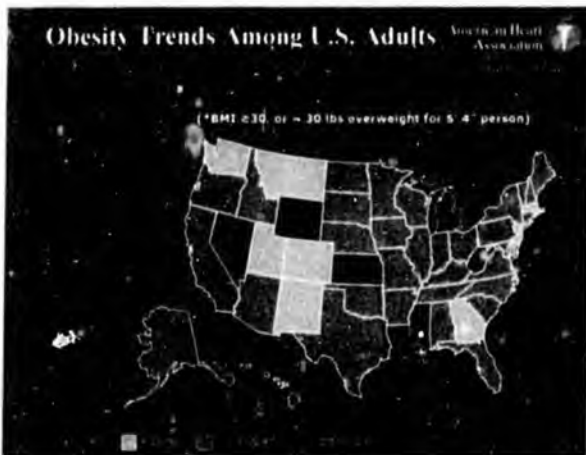 Obesity Trends Among U.S. Adults
American Heart
Association
(*BMI ≥30, or ~ 30 lbs overweight for 5' 4" person)